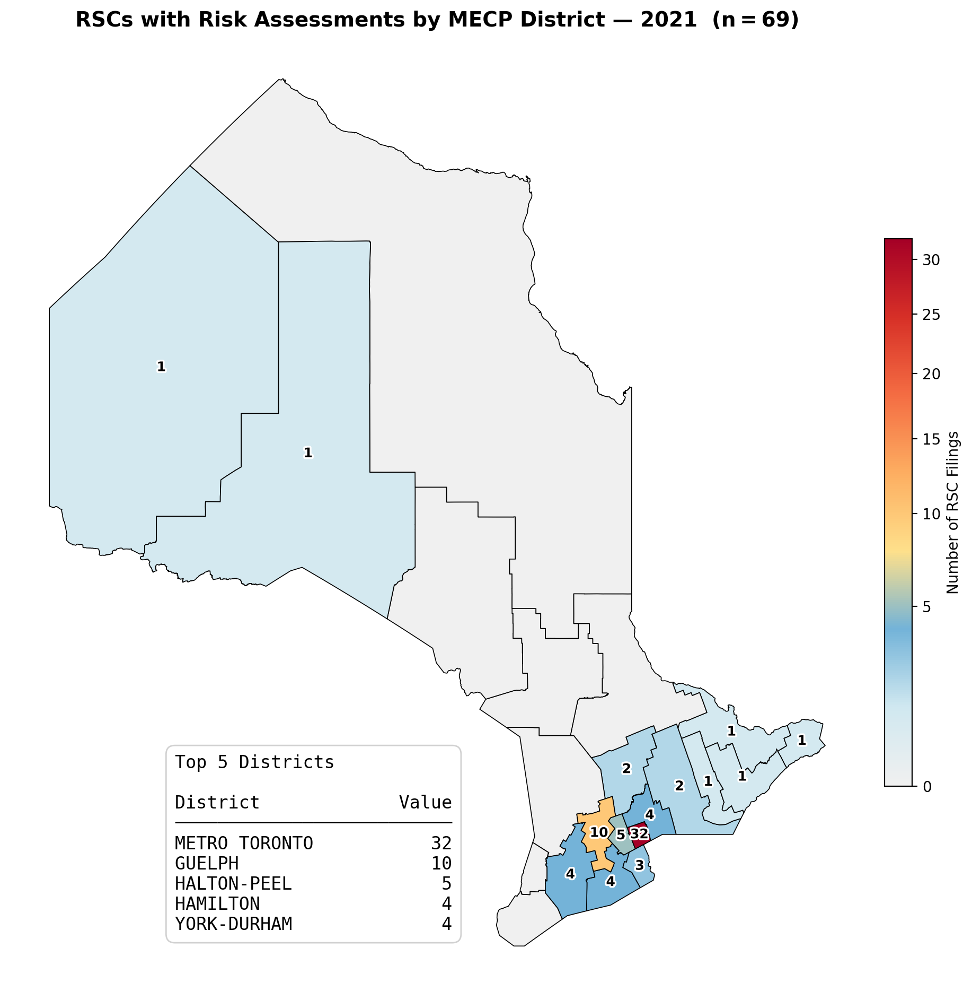 RSCs with Risk Assessments by MECP District — 2021 (n = 69)
1
1
1
1
2
1
1
2
4
10
5
32
3
4
4
Top 5 Districts
District Value
METRO TORONTO 32
GUELPH 10
HALTON-PEEL 5
HAMILTON 4
YORK-DURHAM 4
30
25
20
15
10
5
0
Number of RSC Filings